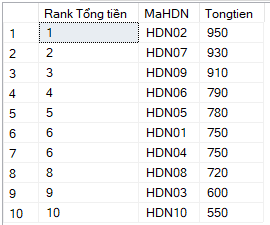 Rank Tổng tiền MaHDN Tongtien
1 1 HDN02 950
2 2 HDN07 930
3 3 HDN09 910
4 4 HDN06 790
5 5 HDN05 780
6 6 HDN01 750
7 6 HDN04 750
8 8 HDN08 720
9 9 HDN03 600
10 10 HDN10 550